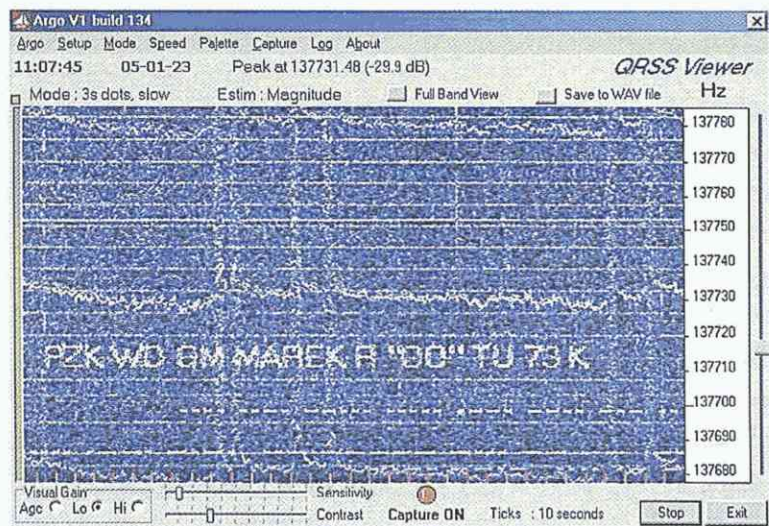 Argo V1 build 134
Argo Setup Mode Speed Palette Capture Log About
11:07:45 05-01-23 Peak at 137731.48 (-29.9 dB) QRSS Viewer
Mode : 3s dots, slow Estim : Magnitude Full Band View Save to WAV file Hz
137780
137770
137760
137750
137740
137730
137720
PZK WD GM MAREK R "OO" TU 73 K
137710
137700
137690
137680
Visual Gain
Agc Lo Hi
Sensitivity
Contrast Capture ON Ticks : 10 seconds Stop Exit